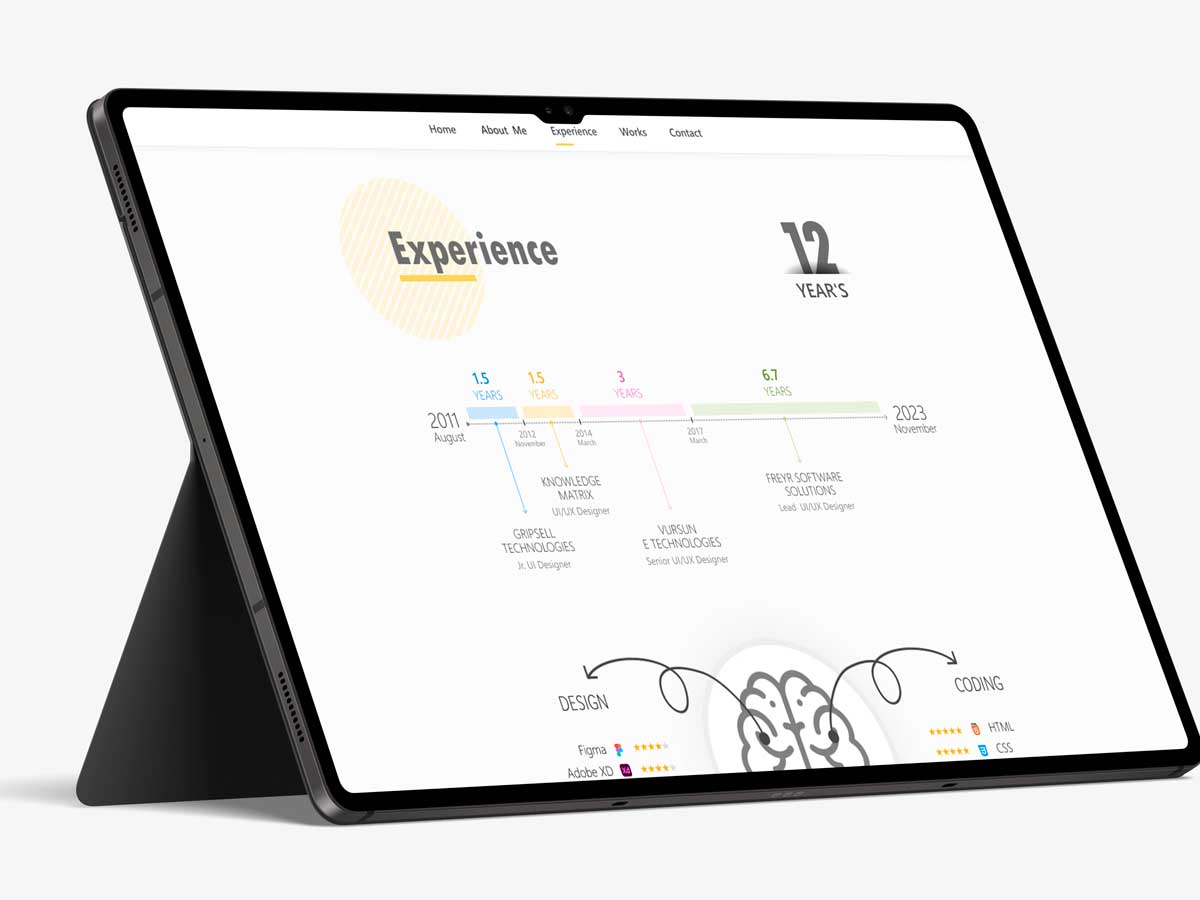 Home About Me Experience Works Contact
Experience
12
YEAR'S
1.5
YEARS
1.5
YEARS
3
YEARS
6.7
YEARS
2011
August
2012
November
2014
March
2017
March
2023
November
KNOWLEDGE
MATRIX
UI/UX Designer
GRIPSELL
TECHNOLOGIES
Jr. UI Designer
VURSUN
E TECHNOLOGIES
Senior UI/UX Designer
FREYR SOFTWARE
SOLUTIONS
Lead UI/UX Designer
DESIGN
CODING
Figma
Adobe XD
Xd
HTML
CSS